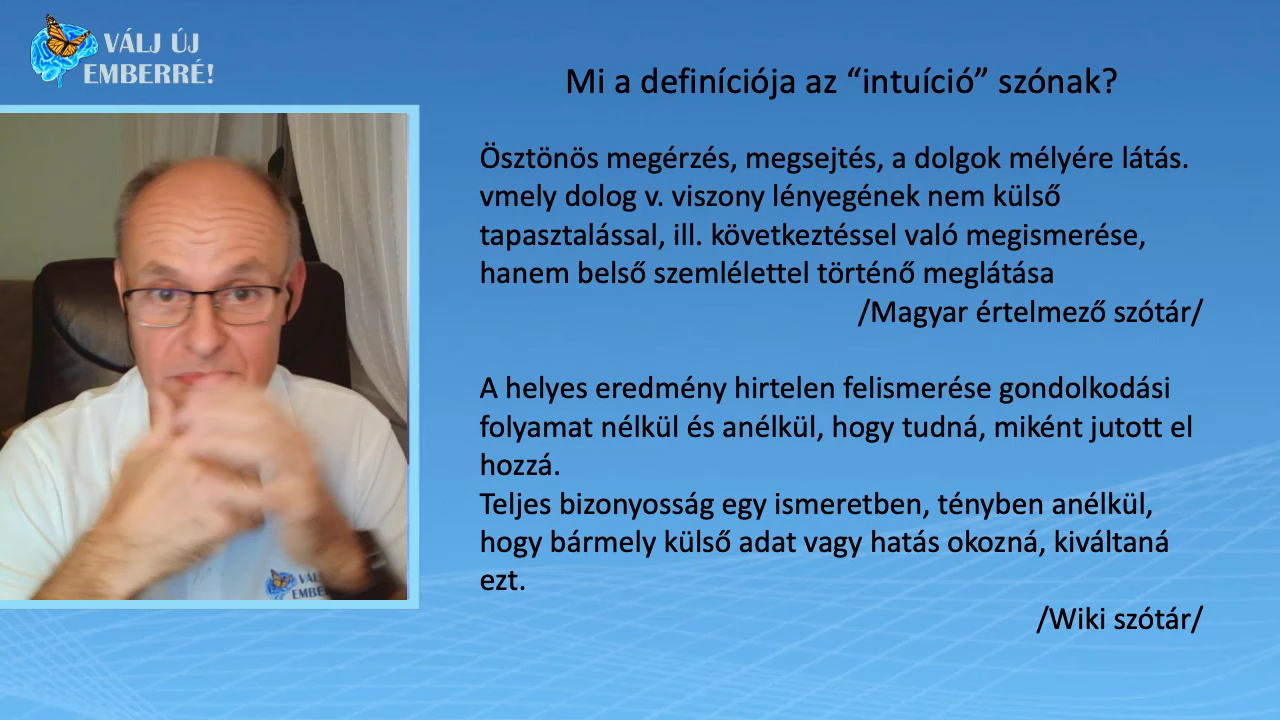 VÁLJ ÚJ
EMBERRÉ!
Mi a definíciója az “intuíció” szónak?
Ösztönös megérzés, megsejtés, a dolgok mélyére látás.
vmely dolog v. viszony lényegének nem külső
tapasztalással, ill. következtéssel való megismerése,
hanem belső szemlélettel történő meglátása
/Magyar értelmező szótár/
A helyes eredmény hirtelen felismerése gondolkodási
folyamat nélkül és anélkül, hogy tudná, miként jutott el
hozzá.
Teljes bizonyosság egy ismeretben, tényben anélkül,
hogy bármely külső adat vagy hatás okozná, kiváltaná
ezt.
/Wiki szótár/